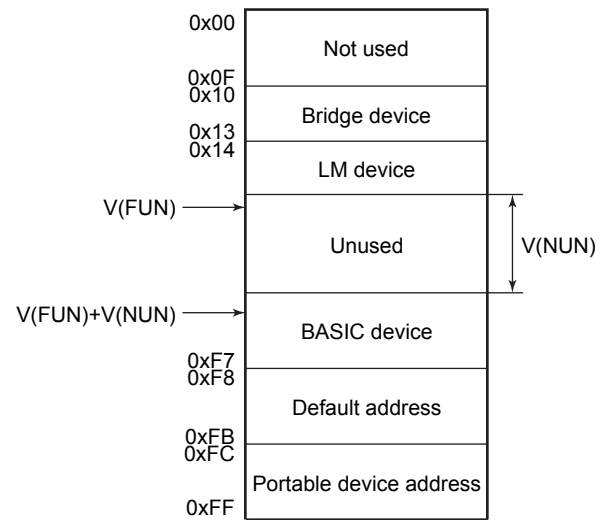 0x00
Not used
0x0F
0x10
Bridge device
0x13
0x14
LM device
V(FUN)
Unused
V(NUN)
V(FUN)+V(NUN)
BASIC device
0xF7
0xF8
Default address
0xFB
0xFC
Portable device address
0xFF